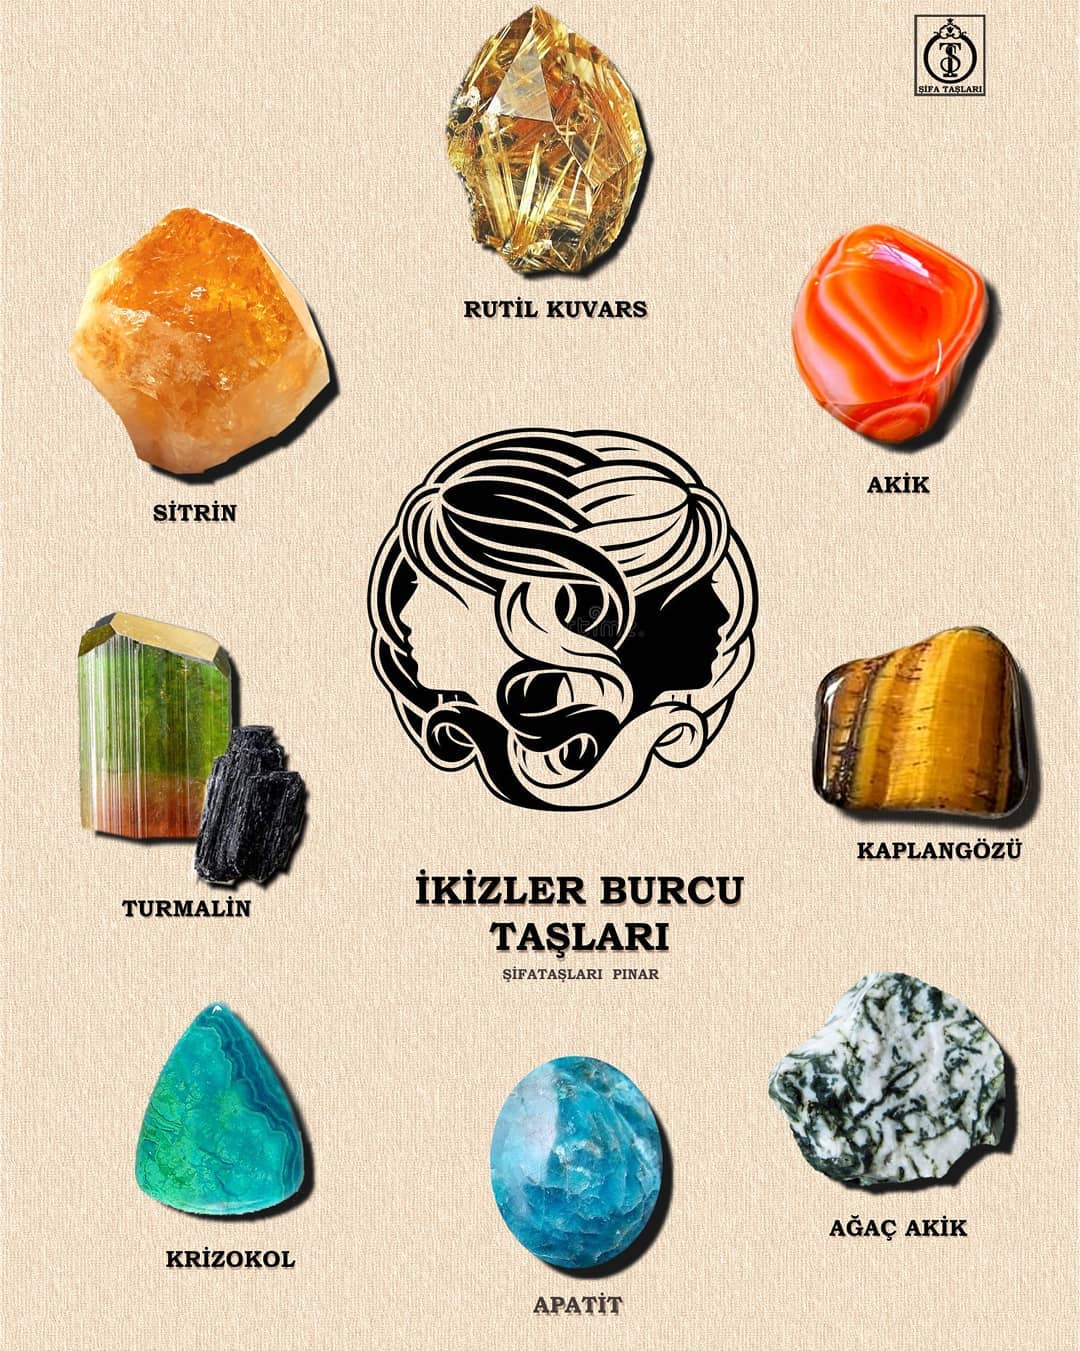 ŞİFA TAŞLARI
RUTİL KUVARS
AKİK
SİTRİN
KAPLANGÖZÜ
TURMALİN
İKİZLER BURCU
TAŞLARI
ŞİFATAŞLARI PINAR
AĞAÇ AKİK
KRİZOKOL
APATİT